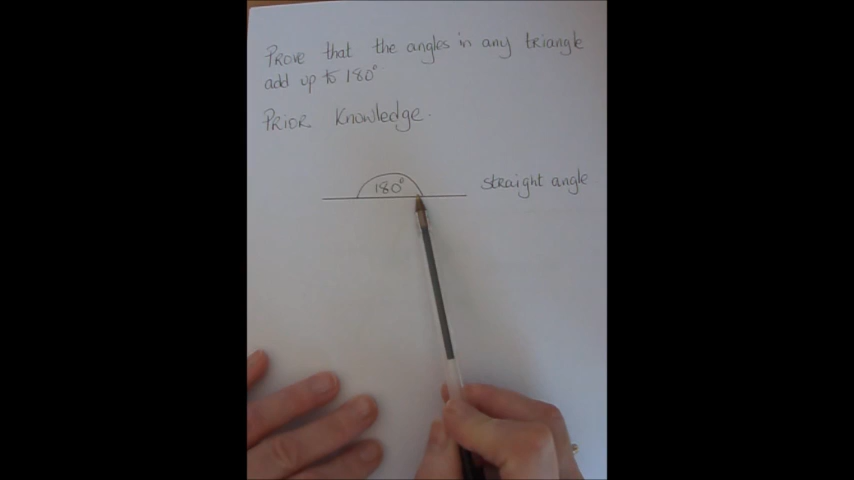 PROVE that the angles in any triangle
add up to 180°
PRIOR Knowledge.
180° straight angle